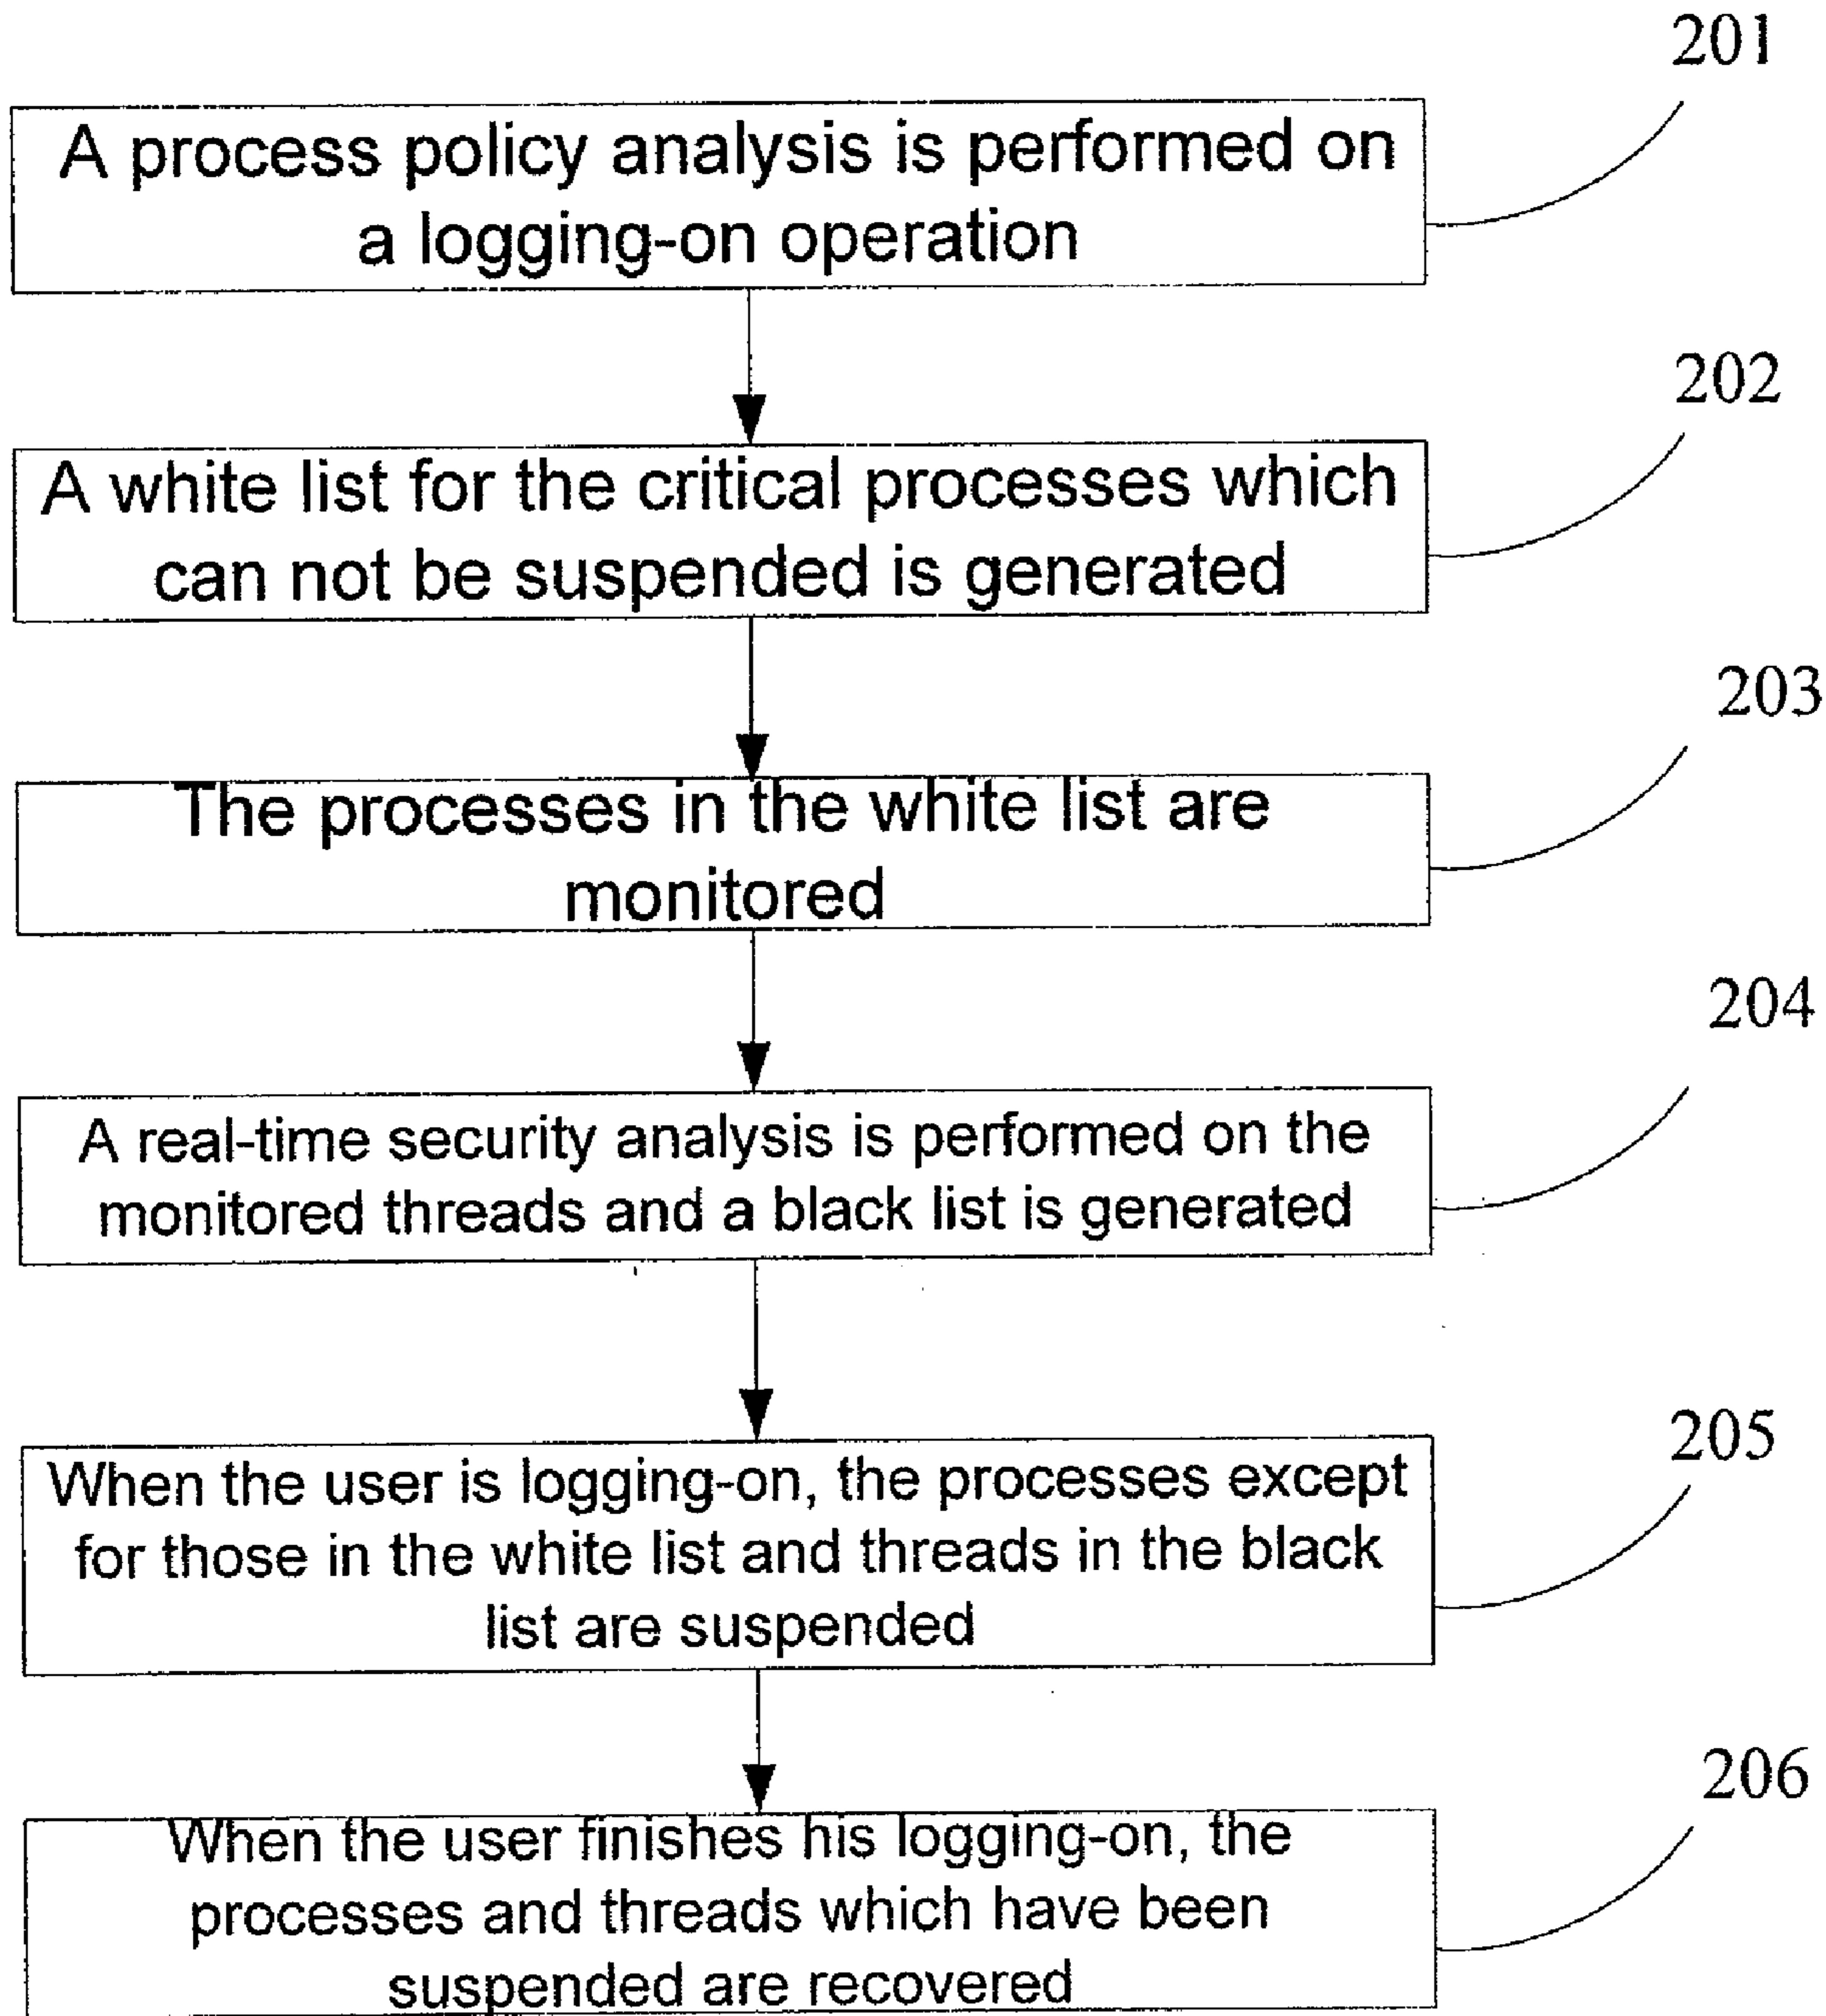 201
A process policy analysis is performed on
a logging-on operation
202
A white list for the critical processes which
can not be suspended is generated
203
The processes in the white list are
monitored
204
A real-time security analysis is performed on the
monitored threads and a black list is generated
205
When the user is logging-on, the processes except
for those in the white list and threads in the black
list are suspended
206
When the user finishes his logging-on, the
processes and threads which have been
suspended are recovered